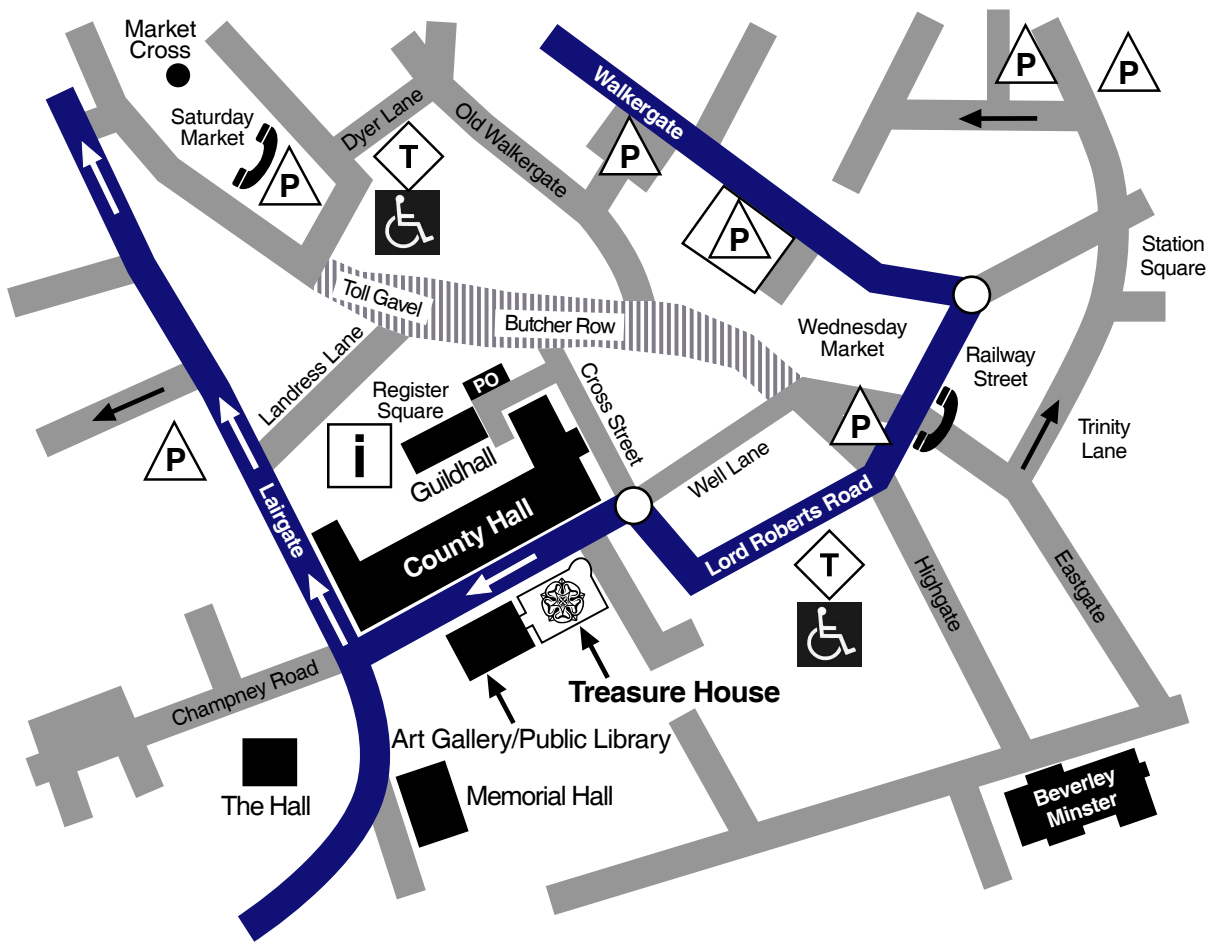 Market
Cross
Saturday
Market
P
Dyer Lane
T
Old Walkergate
Walkergate
P
P
P
P
Station
Square
Toll Gavel
Butcher Row
Wednesday
Market
Railway
Street
Landress Lane
Register
Square
PO
Cross Street
P
Trinity
Lane
P
i
Guildhall
Well Lane
Lairgate
County Hall
Lord Roberts Road
T
Highgate
Eastgate
Champney Road
Treasure House
Art Gallery/Public Library
The Hall
Memorial Hall
Beverley
Minster